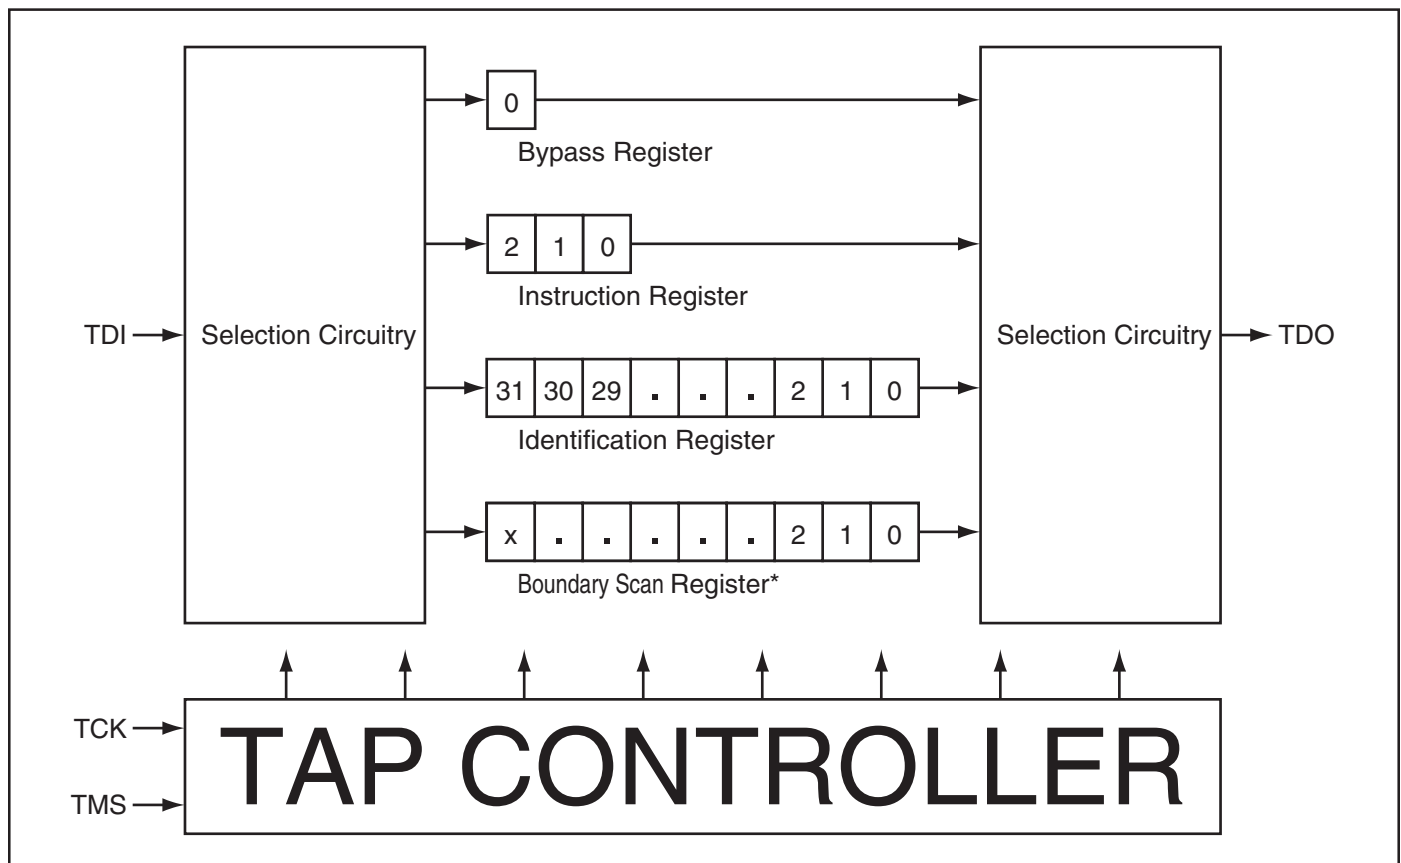 0
Bypass Register
2 1 0
Instruction Register
TDI
Selection Circuitry
Selection Circuitry
TDO
31 30 29 . . . 2 1 0
Identification Register
x . . . . . 2 1 0
Boundary Scan Register*
TCK
TAP CONTROLLER
TMS